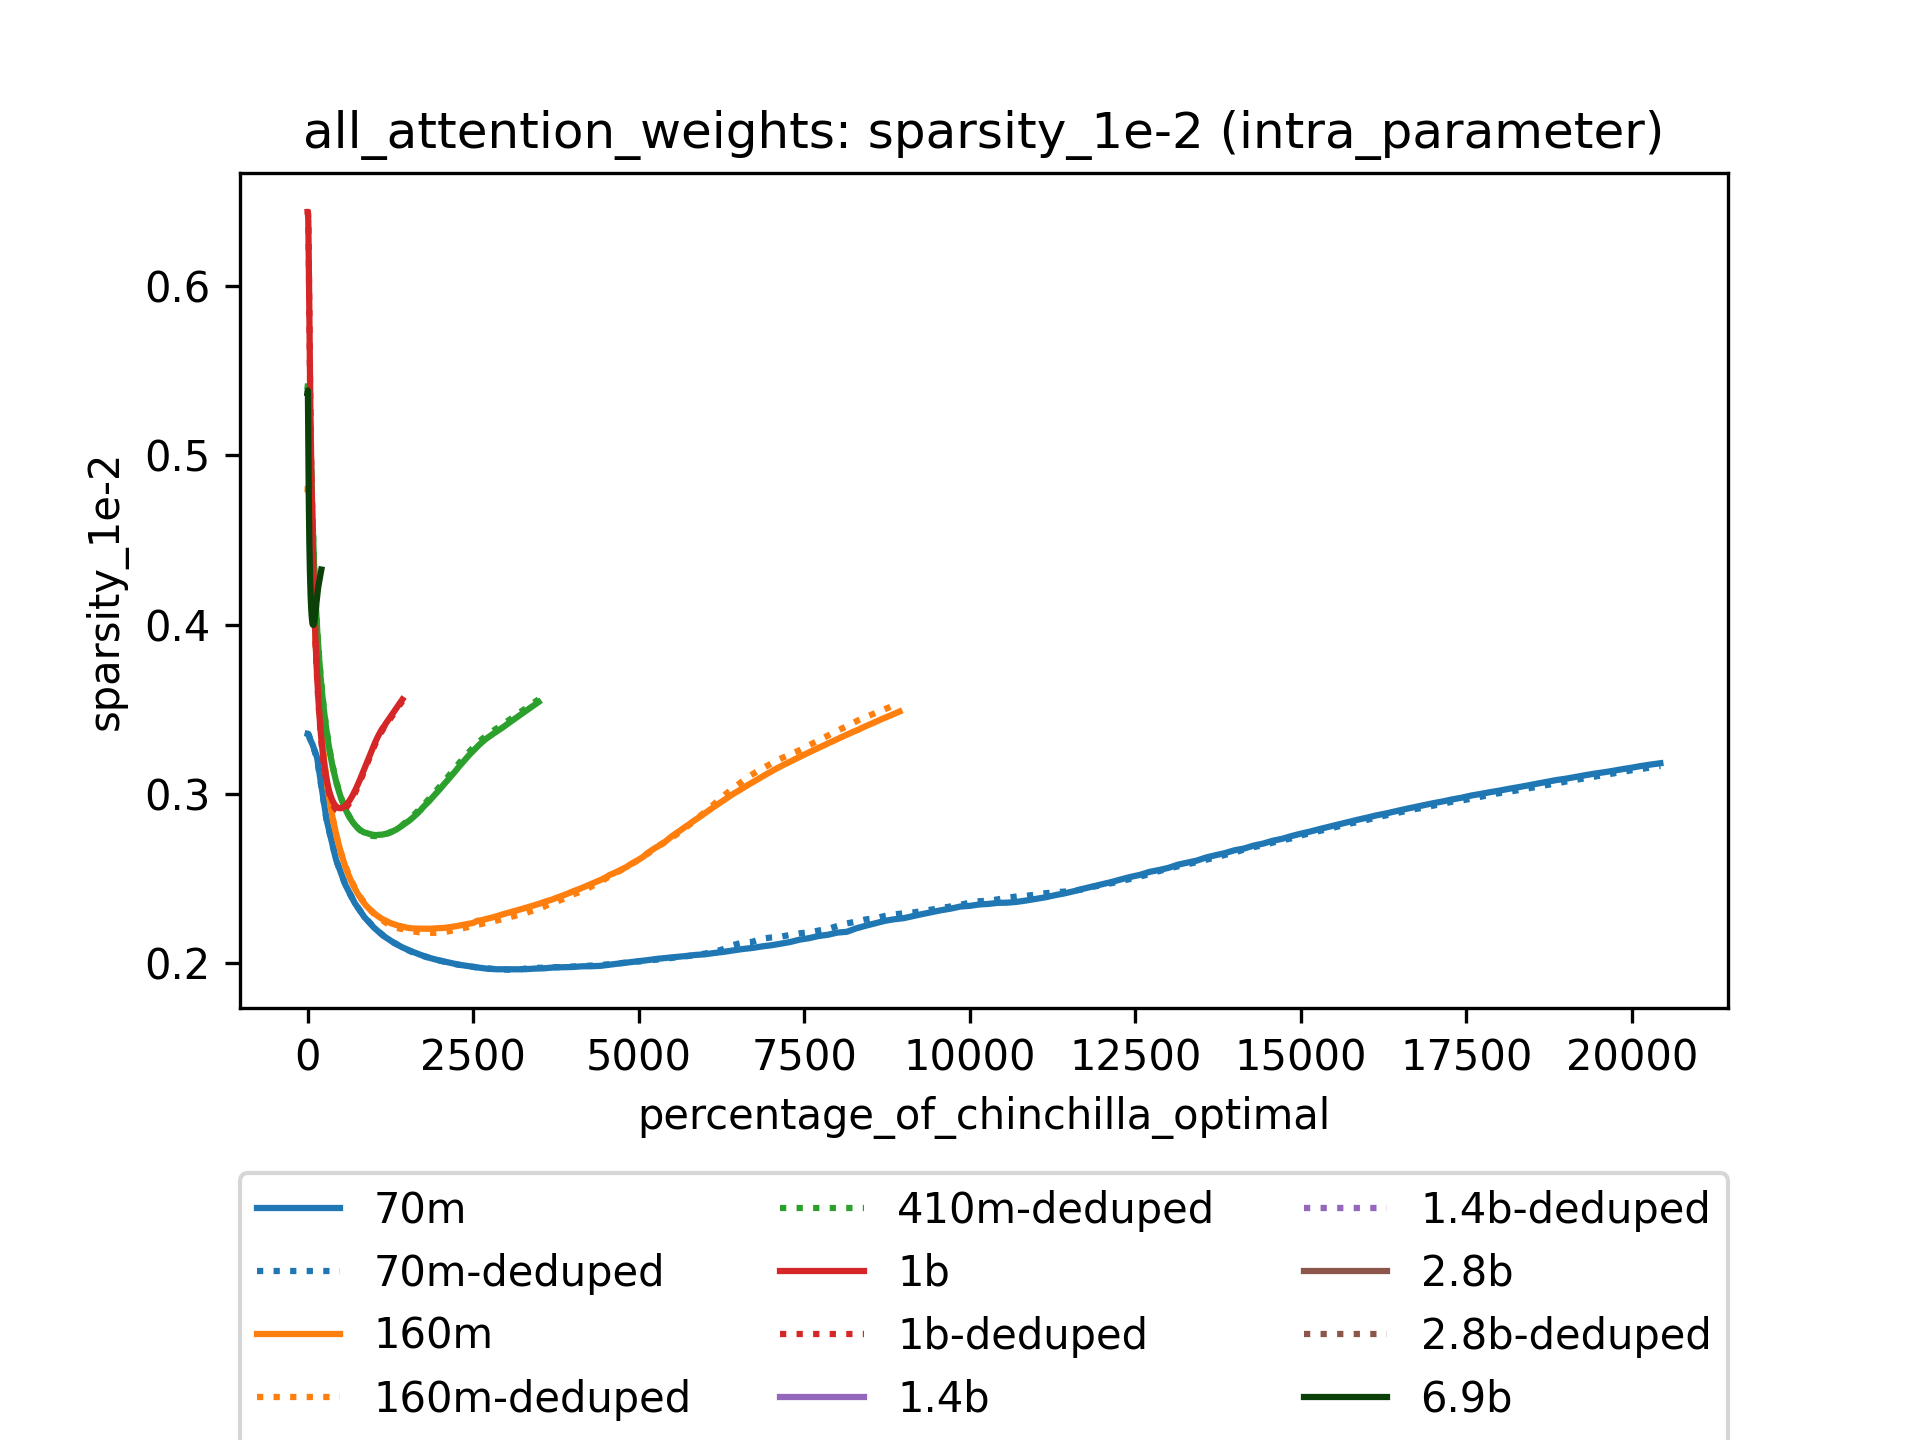 all_attention_weights: sparsity_1e-2 (intra_parameter)
sparsity_1e-2
0.6
0.5
0.4
0.3
0.2
0 2500 5000 7500 10000 12500 15000 17500 20000
percentage_of_chinchilla_optimal
70m
70m-deduped
160m
160m-deduped
410m-deduped
1b
1b-deduped
1.4b
1.4b-deduped
2.8b
2.8b-deduped
6.9b